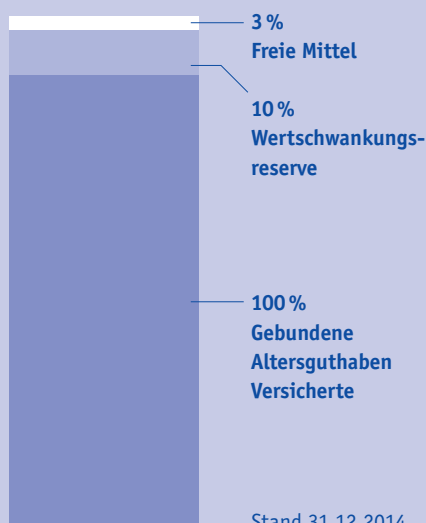 3 %
Freie Mittel
10 %
Wertschwankungs-
reserve
100 %
Gebundene
Altersguthaben
Versicherte
Stand 31.12.2014